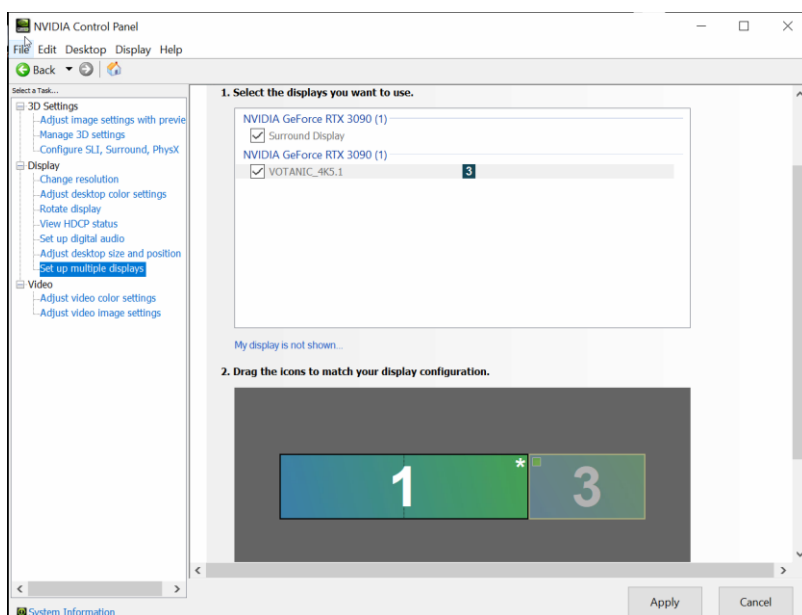 NVIDIA Control Panel
File Edit Desktop Display Help
Back
Select a Task...
3D Settings
Adjust image settings with previe
Manage 3D settings
Configure SLI, Surround, PhysX
Display
Change resolution
Adjust desktop color settings
Rotate display
View HDCP status
Set up digital audio
Adjust desktop size and position
Set up multiple displays
Video
Adjust video color settings
Adjust video image settings
System Information
1. Select the displays you want to use.
NVIDIA GeForce RTX 3090 (1)
Surround Display
NVIDIA GeForce RTX 3090 (1)
VOTANIC_4K5.1 3
My display is not shown...
2. Drag the icons to match your display configuration.
1 * 3
Apply Cancel